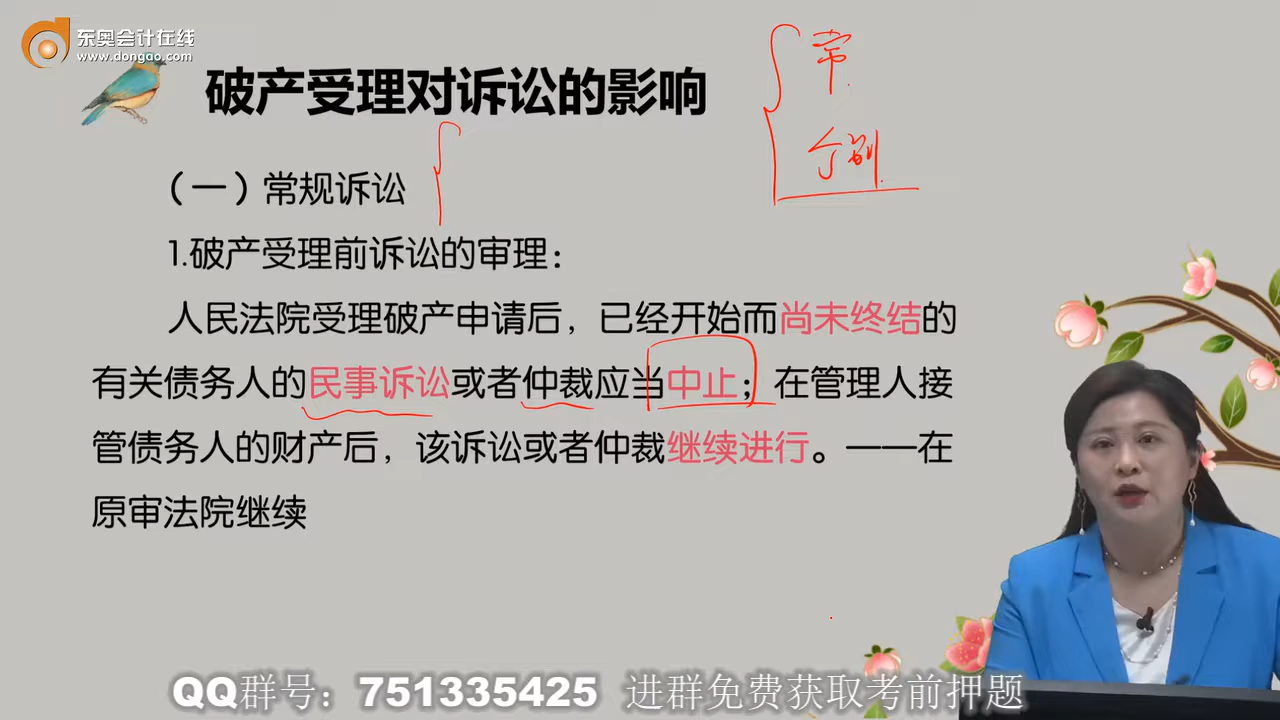 东奥会计在线
www.dongao.com
破产受理对诉讼的影响
常
个别
（一）常规诉讼
1.破产受理前诉讼的审理：
人民法院受理破产申请后，已经开始而尚未终结的
有关债务人的民事诉讼或者仲裁应当中止；在管理人接
管债务人的财产后，该诉讼或者仲裁继续进行。——在
原审法院继续
QQ群号：751335425 进群免费获取考前押题